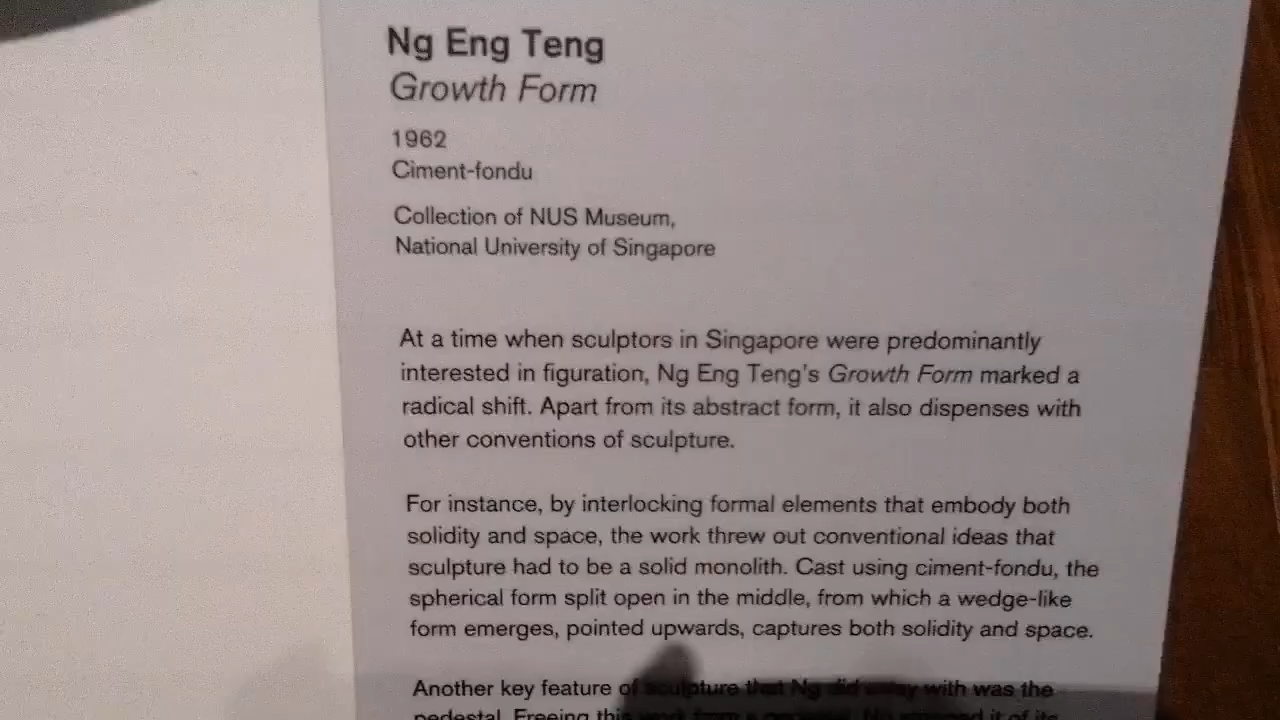 Ng Eng Teng
Growth Form
1962
Ciment-fondu
Collection of NUS Museum,
National University of Singapore
At a time when sculptors in Singapore were predominantly
interested in figuration, Ng Eng Teng's Growth Form marked a
radical shift. Apart from its abstract form, it also dispenses with
other conventions of sculpture.
For instance, by interlocking formal elements that embody both
solidity and space, the work threw out conventional ideas that
sculpture had to be a solid monolith. Cast using ciment-fondu, the
spherical form split open in the middle, from which a wedge-like
form emerges, pointed upwards, captures both solidity and space.
Another key feature of sculpture that Ng did away with was the
pedestal. Freeing this